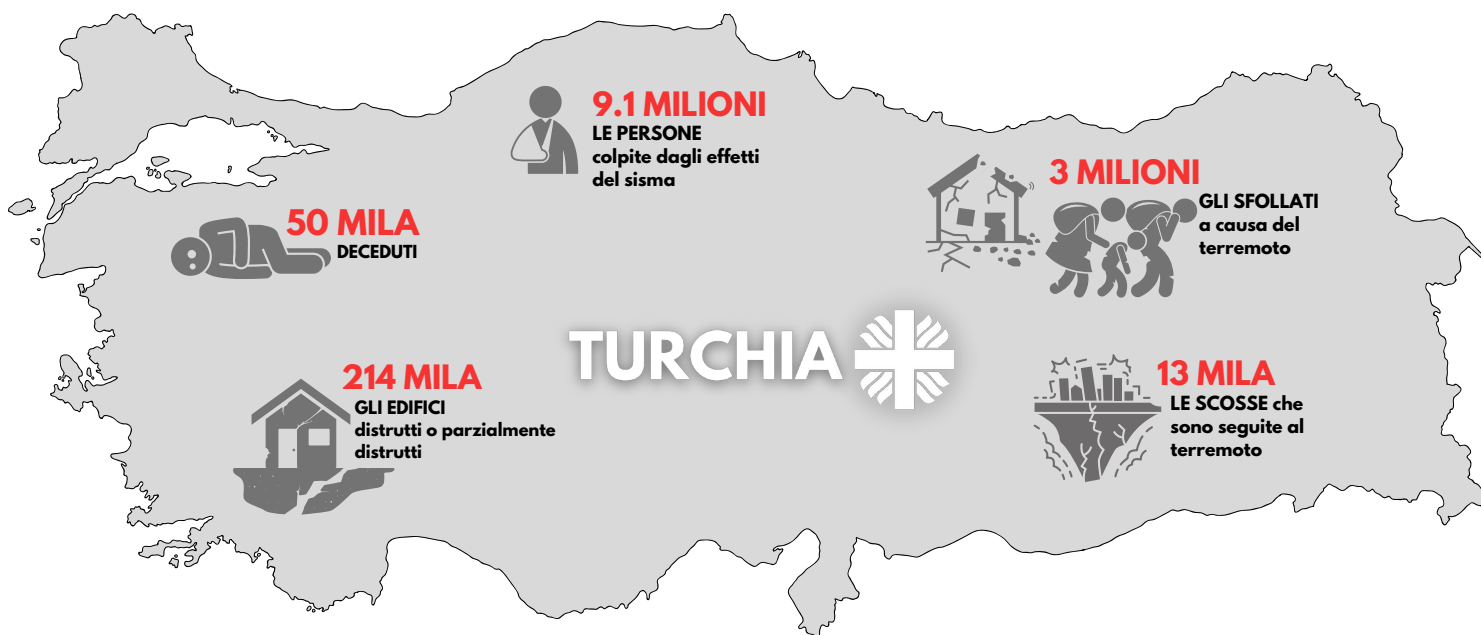 9.1 MILIONI
LE PERSONE
colpite dagli effetti
del sisma
3 MILIONI
GLI SFOLLATI
a causa del
terremoto
50 MILA
DECEDUTI
TURCHIA
214 MILA
GLI EDIFICI
distrutti o parzialmente
distrutti
13 MILA
LE SCOSSE che
sono seguite al
terremoto